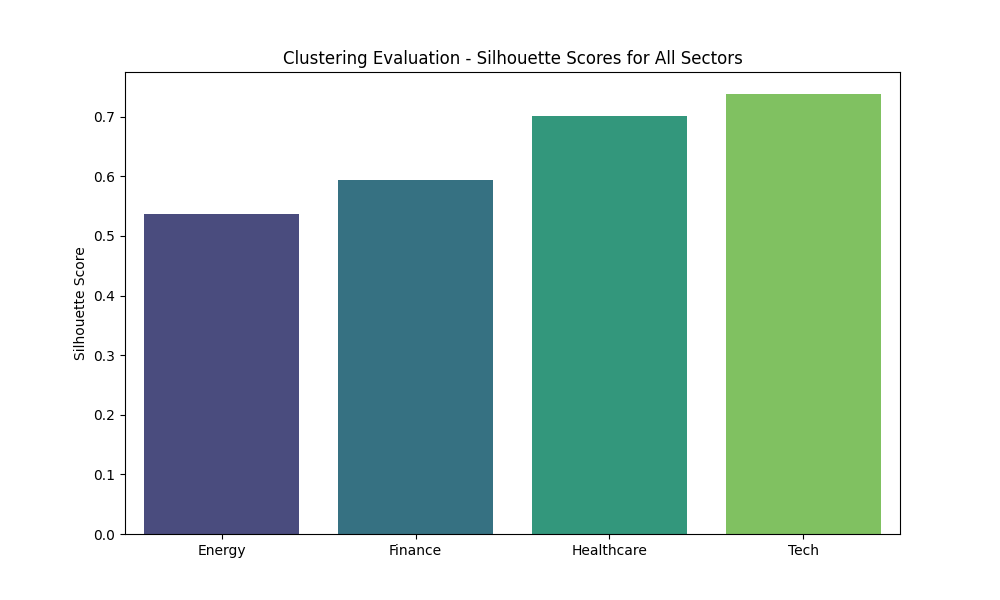 Clustering Evaluation - Silhouette Scores for All Sectors
Silhouette Score
0.7
0.6
0.5
0.4
0.3
0.2
0.1
0.0
Energy
Finance
Healthcare
Tech